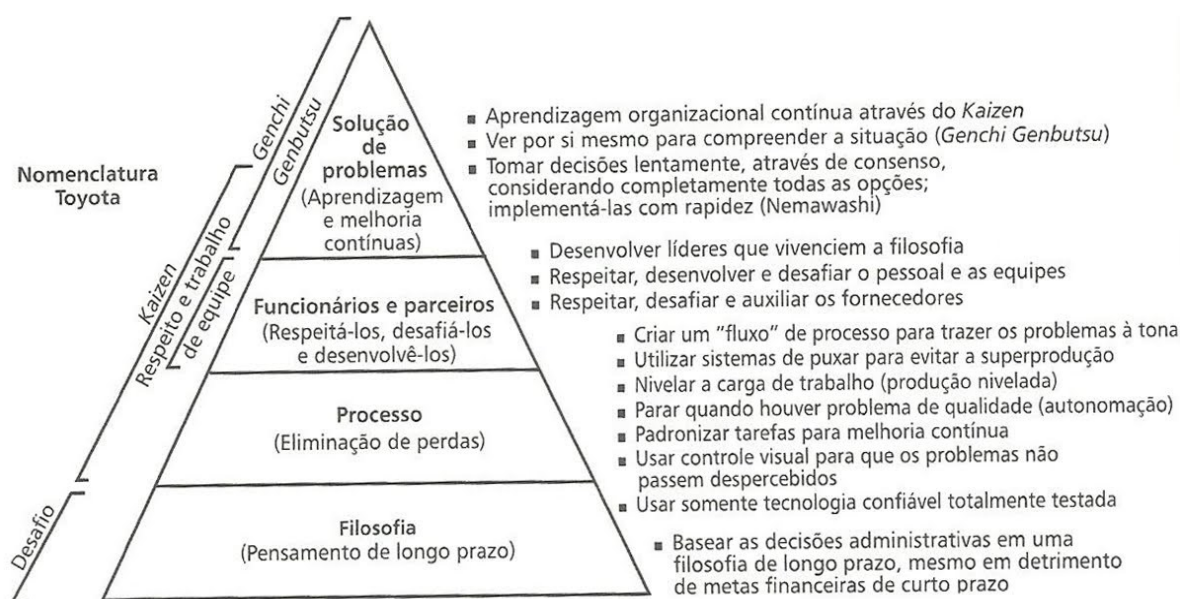 Nomenclatura
Toyota
Genchi
Genbutsu
Kaizen
Respeito e trabalho
de equipe
Desafio
Solução
de
problemas
(Aprendizagem
e melhoria
contínuas)
▪ Aprendizagem organizacional contínua através do Kaizen
▪ Ver por si mesmo para compreender a situação (Genchi Genbutsu)
▪ Tomar decisões lentamente, através de consenso,
considerando completamente todas as opções;
implementá-las com rapidez (Nemawashi)
Funcionários e parceiros
(Respeitá-los, desafiá-los
e desenvolvê-los)
▪ Desenvolver líderes que vivenciem a filosofia
▪ Respeitar, desenvolver e desafiar o pessoal e as equipes
▪ Respeitar, desafiar e auxiliar os fornecedores
Processo
(Eliminação de perdas)
▪ Criar um "fluxo" de processo para trazer os problemas à tona
▪ Utilizar sistemas de puxar para evitar a superprodução
▪ Nivelar a carga de trabalho (produção nivelada)
▪ Parar quando houver problema de qualidade (autonomação)
▪ Padronizar tarefas para melhoria contínua
▪ Usar controle visual para que os problemas não
passem despercebidos
▪ Usar somente tecnologia confiável totalmente testada
Filosofia
(Pensamento de longo prazo)
▪ Basear as decisões administrativas em uma
filosofia de longo prazo, mesmo em detrimento
de metas financeiras de curto prazo